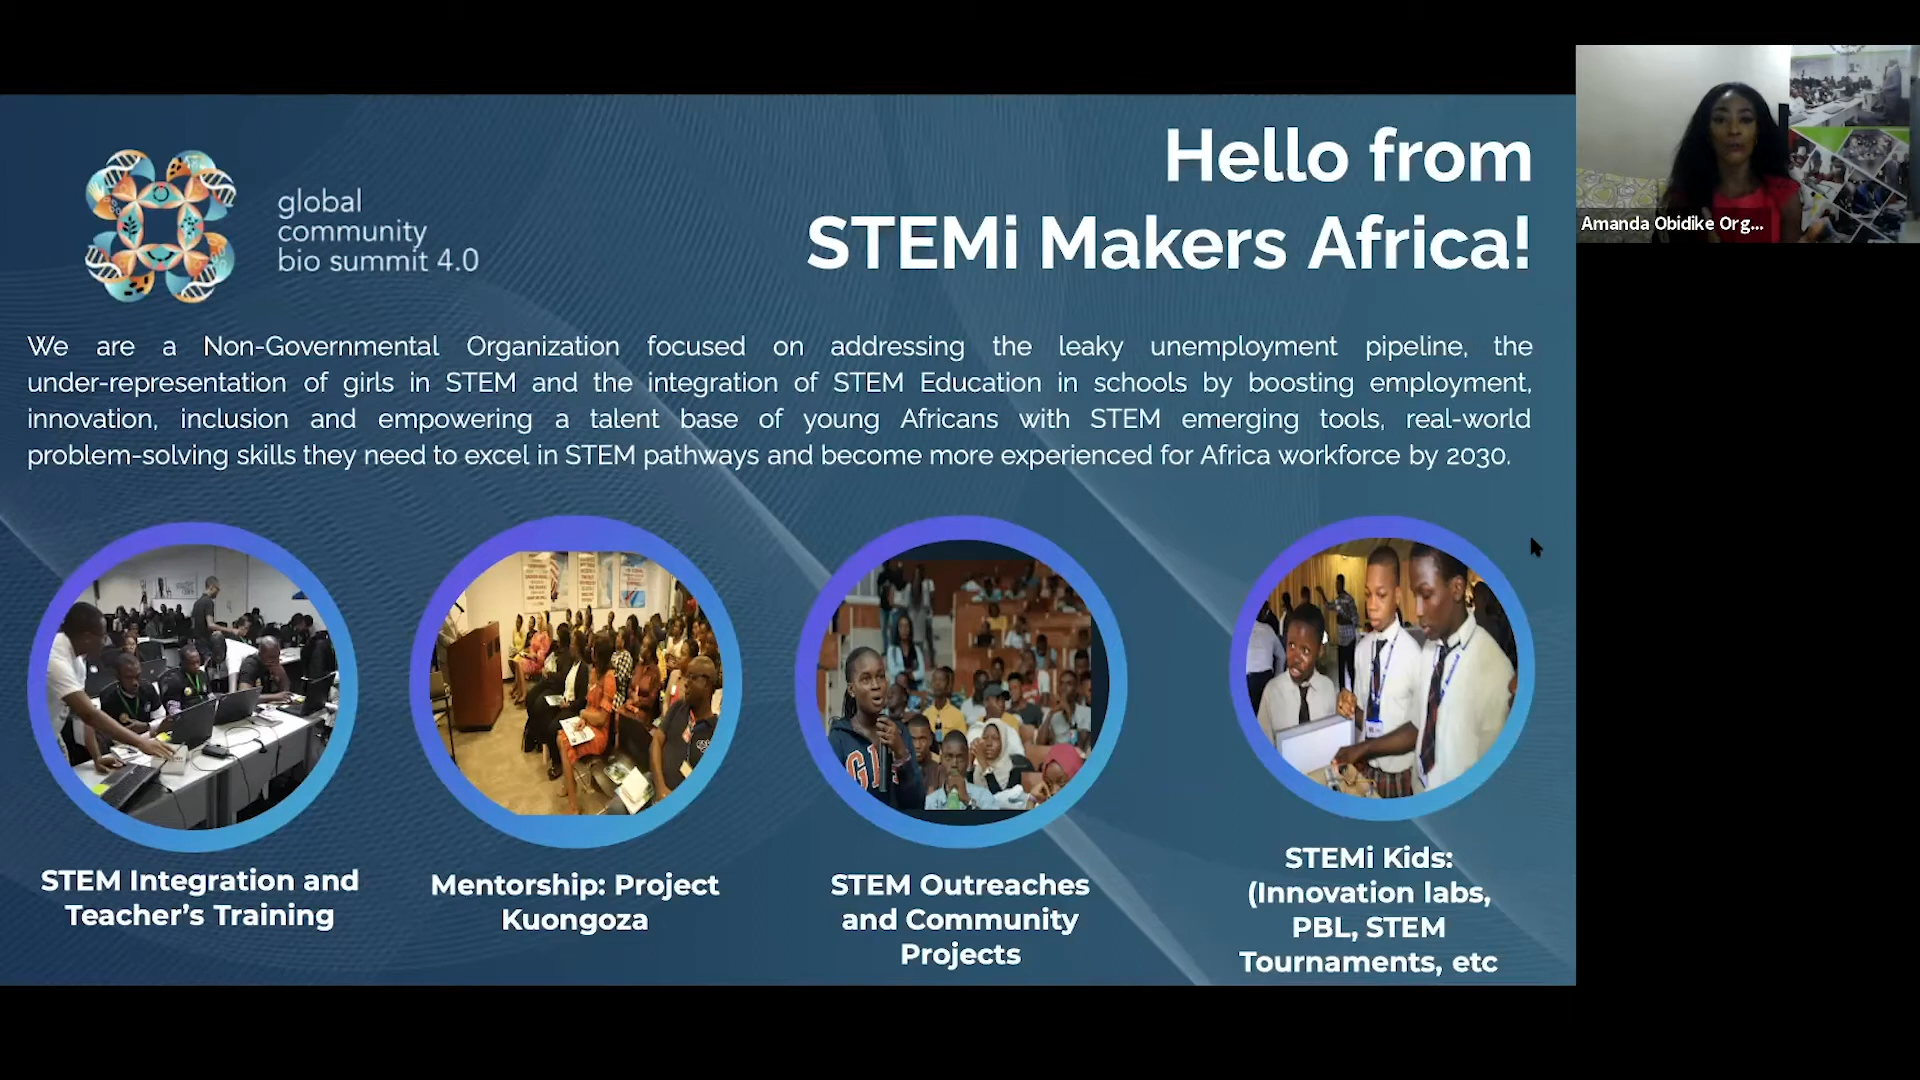 global
community
bio summit 4.0
Hello from
STEMi Makers Africa!
We are a Non-Governmental Organization focused on addressing the leaky unemployment pipeline, the
under-representation of girls in STEM and the integration of STEM Education in schools by boosting employment,
innovation, inclusion and empowering a talent base of young Africans with STEM emerging tools, real-world
problem-solving skills they need to excel in STEM pathways and become more experienced for Africa workforce by 2030.
STEM Integration and
Teacher’s Training
Mentorship: Project
Kuongoza
STEM Outreaches
and Community
Projects
STEMi Kids:
(Innovation labs,
PBL, STEM
Tournaments, etc
Amanda Obidike Org...